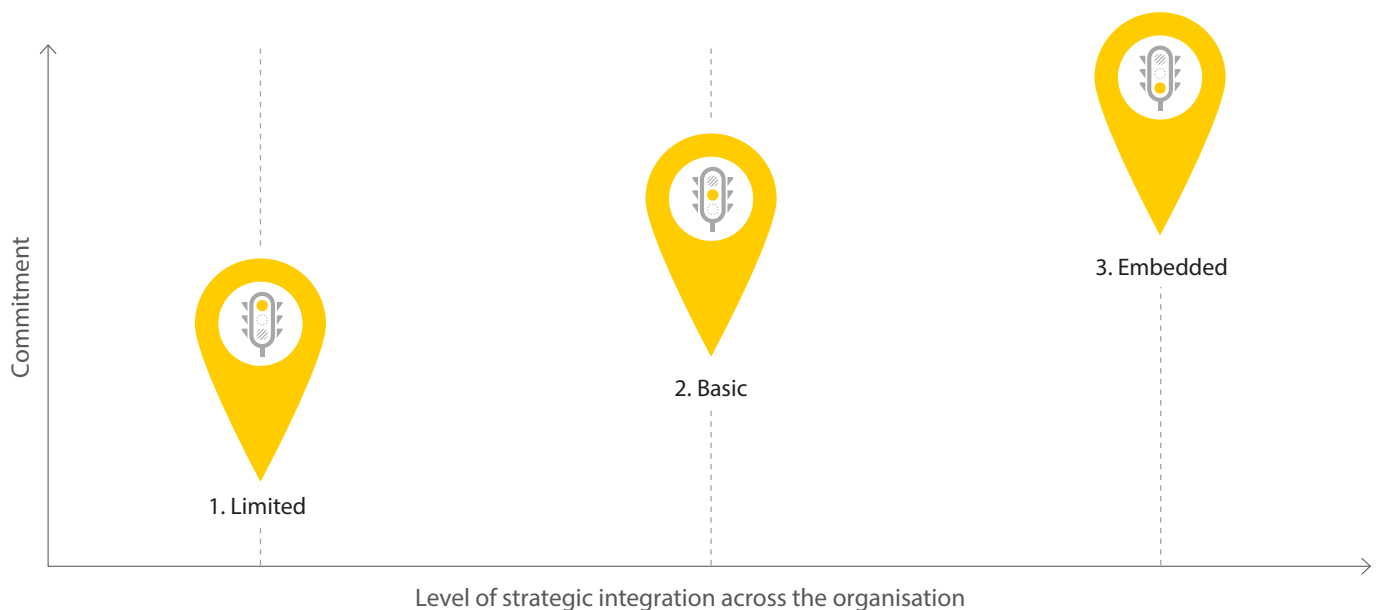 3. Embedded
2. Basic
1. Limited
Commitment
Level of strategic integration across the organisation